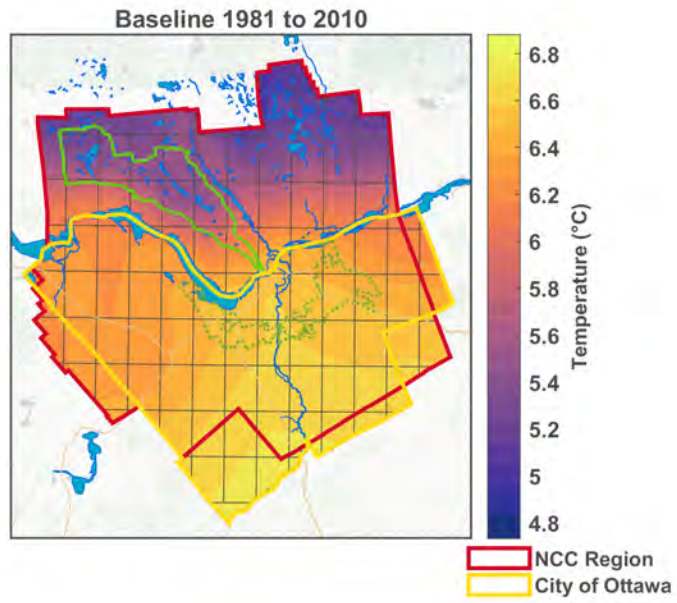 Baseline 1981 to 2010
6.8
6.6
6.4
6.2
6
5.8
5.6
5.4
5.2
5
4.8
Temperature (°C)
NCC Region
City of Ottawa